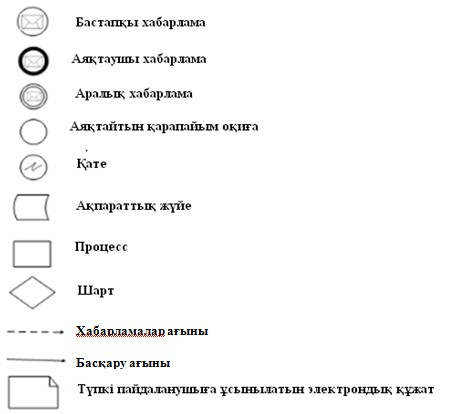 Бастапқы хабарлама
Аяқтаушы хабарлама
Аралық хабарлама
Аяқтайтын қарапайым оқиға
Қате
Ақпараттық жүйе
Процесс
Шарт
Хабарламалар ағыны
Басқару ағыны
Түпкі пайдаланушыға ұсынылатын электрондық құжат